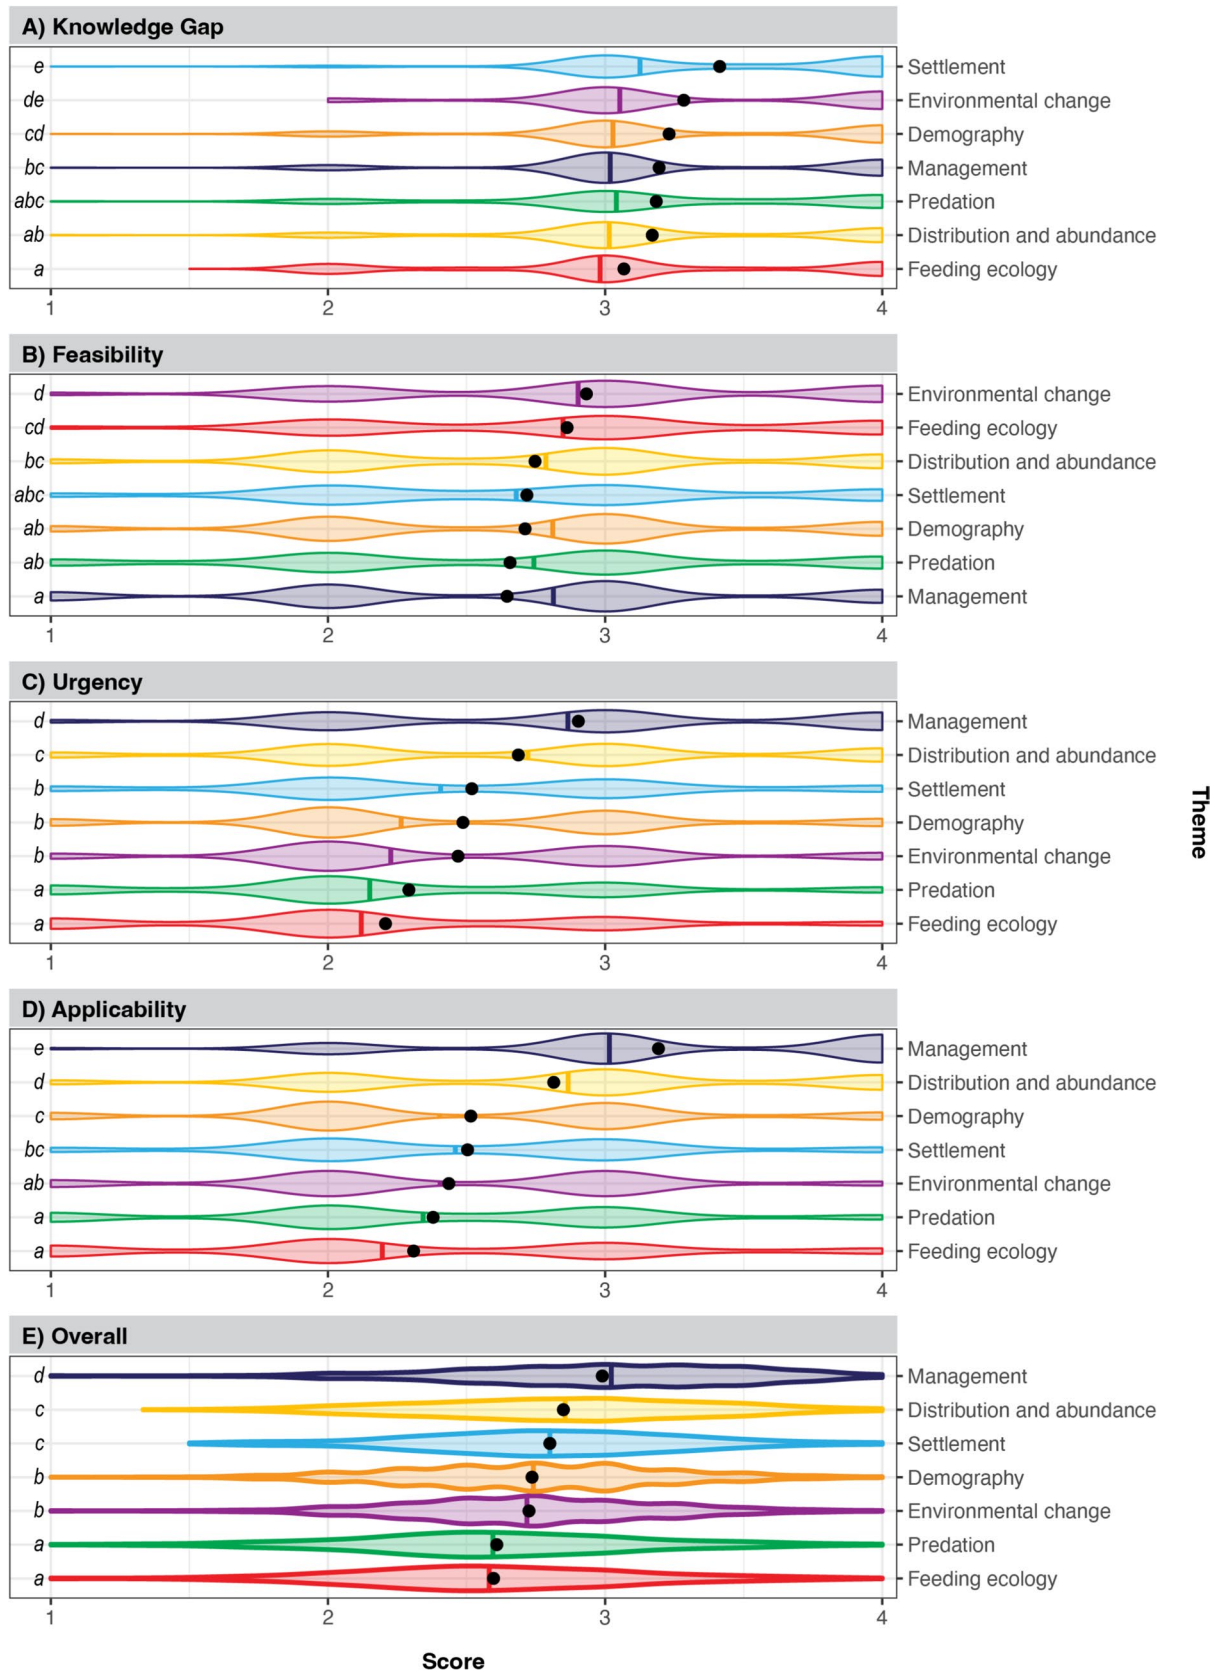 A) Knowledge Gap
e Settlement
de Environmental change
cd Demography
bc Management
abc Predation
ab Distribution and abundance
a Feeding ecology
1 2 3 4
B) Feasibility
d Environmental change
cd Feeding ecology
bc Distribution and abundance
abc Settlement
ab Demography
ab Predation
a Management
1 2 3 4
C) Urgency
d Management
c Distribution and abundance
b Settlement
b Demography
b Environmental change
a Predation
a Feeding ecology
1 2 3 4
D) Applicability
e Management
d Distribution and abundance
c Demography
bc Settlement
ab Environmental change
a Predation
a Feeding ecology
1 2 3 4
E) Overall
d Management
c Distribution and abundance
c Settlement
b Demography
b Environmental change
a Predation
a Feeding ecology
1 2 3 4
Score
Theme